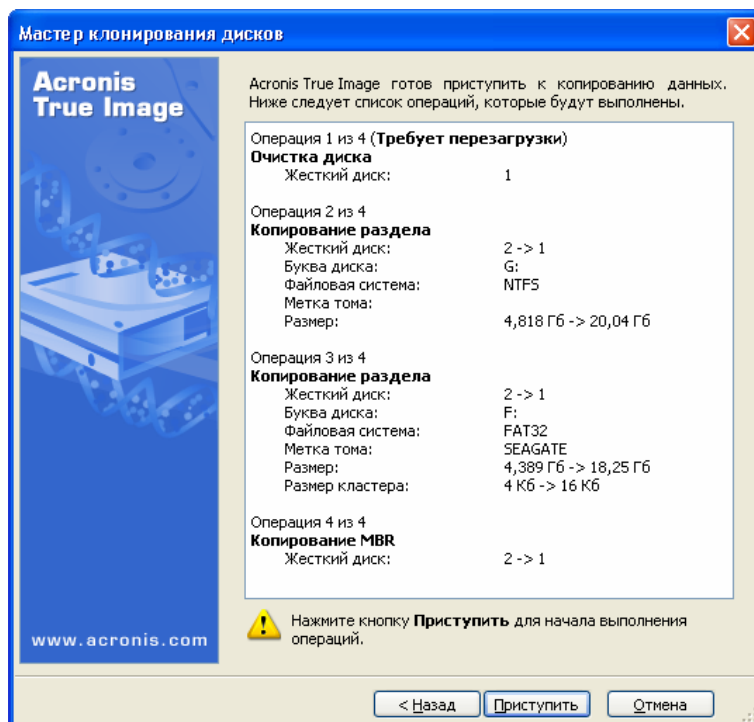 Мастер клонирования дисков
Acronis
True Image
Acronis True Image готов приступить к копированию данных.
Ниже следует список операций, которые будут выполнены.
Операция 1 из 4 (Требует перезагрузки)
Очистка диска
Жесткий диск: 1
Операция 2 из 4
Копирование раздела
Жесткий диск: 2 -> 1
Буква диска: G:
Файловая система: NTFS
Метка тома:
Размер: 4,818 Гб -> 20,04 Гб
Операция 3 из 4
Копирование раздела
Жесткий диск: 2 -> 1
Буква диска: F:
Файловая система: FAT32
Метка тома: SEAGATE
Размер: 4,389 Гб -> 18,25 Гб
Размер кластера: 4 Кб -> 16 Кб
Операция 4 из 4
Копирование MBR
Жесткий диск: 2 -> 1
Нажмите кнопку Приступить для начала выполнения
операций.
www.acronis.com
< Назад Приступить Отмена